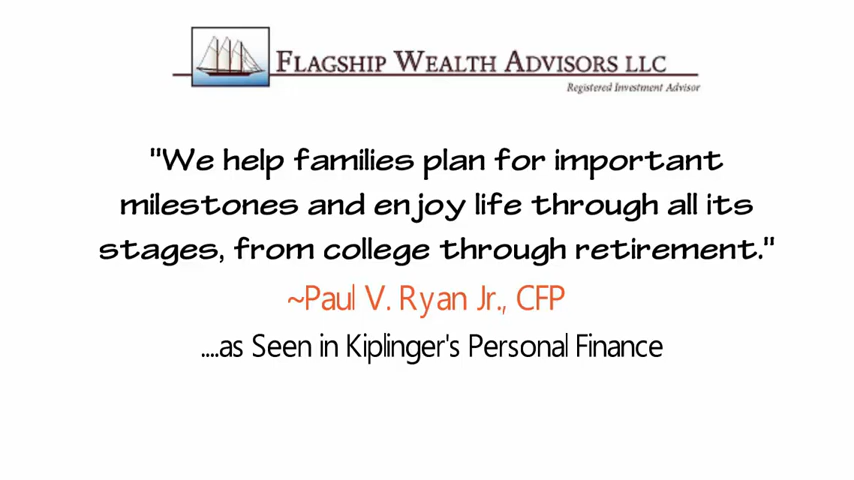 FLAGSHIP WEALTH ADVISORS LLC
Registered Investment Advisor
"We help families plan for important
milestones and enjoy life through all its
stages, from college through retirement."
~Paul V. Ryan Jr., CFP
....as Seen in Kiplinger's Personal Finance